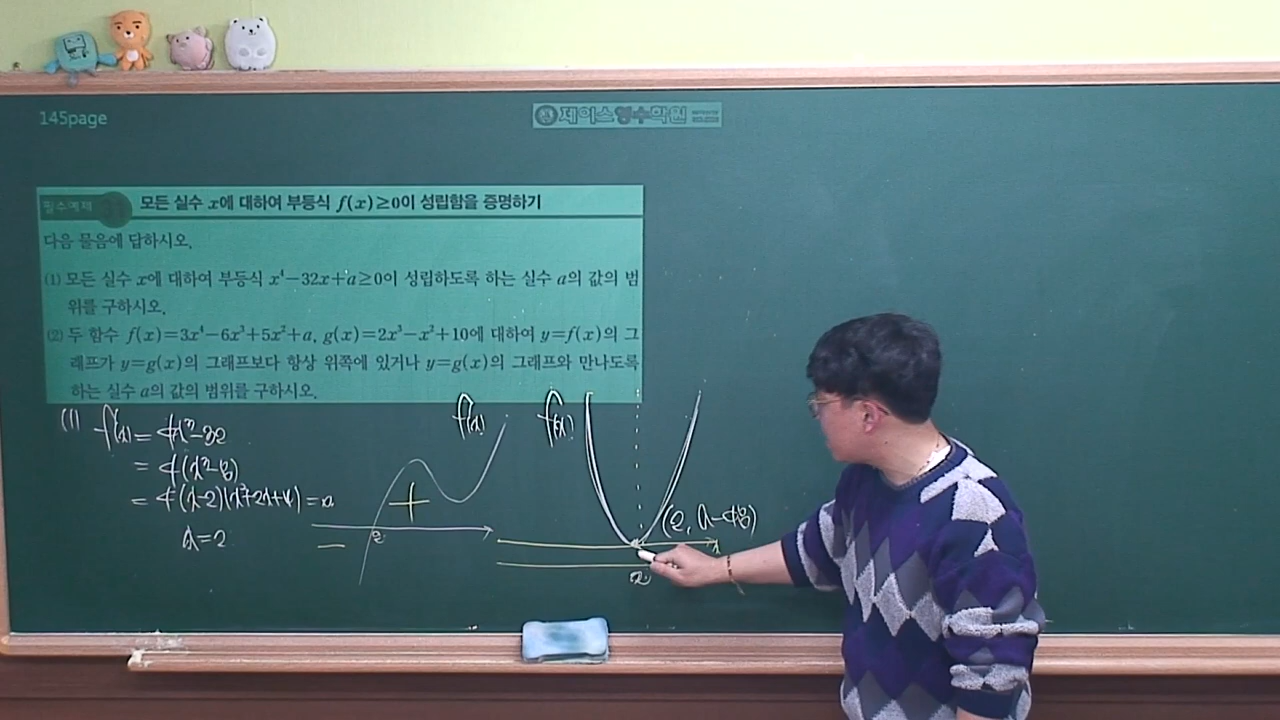 145page
제이스영수학원
필수예제
모든 실수 x에 대하여 부등식 f(x)≥0이 성립함을 증명하기
다음 물음에 답하시오.
(1) 모든 실수 x에 대하여 부등식 x⁴−32x+a≥0이 성립하도록 하는 실수 a의 값의 범
위를 구하시오.
(2) 두 함수 f(x)=3x⁴−6x³+5x²+a, g(x)=2x³−x²+10에 대하여 y=f(x)의 그
래프가 y=g(x)의 그래프보다 항상 위쪽에 있거나 y=g(x)의 그래프와 만나도록
하는 실수 a의 값의 범위를 구하시오.
(1) f'(x)=4x³−32
=4(x³−8)
=4(x−2)(x²+2x+4)=0
x=2
f'(x)
+
−
2
f(x)
(2, a−48)
x
2